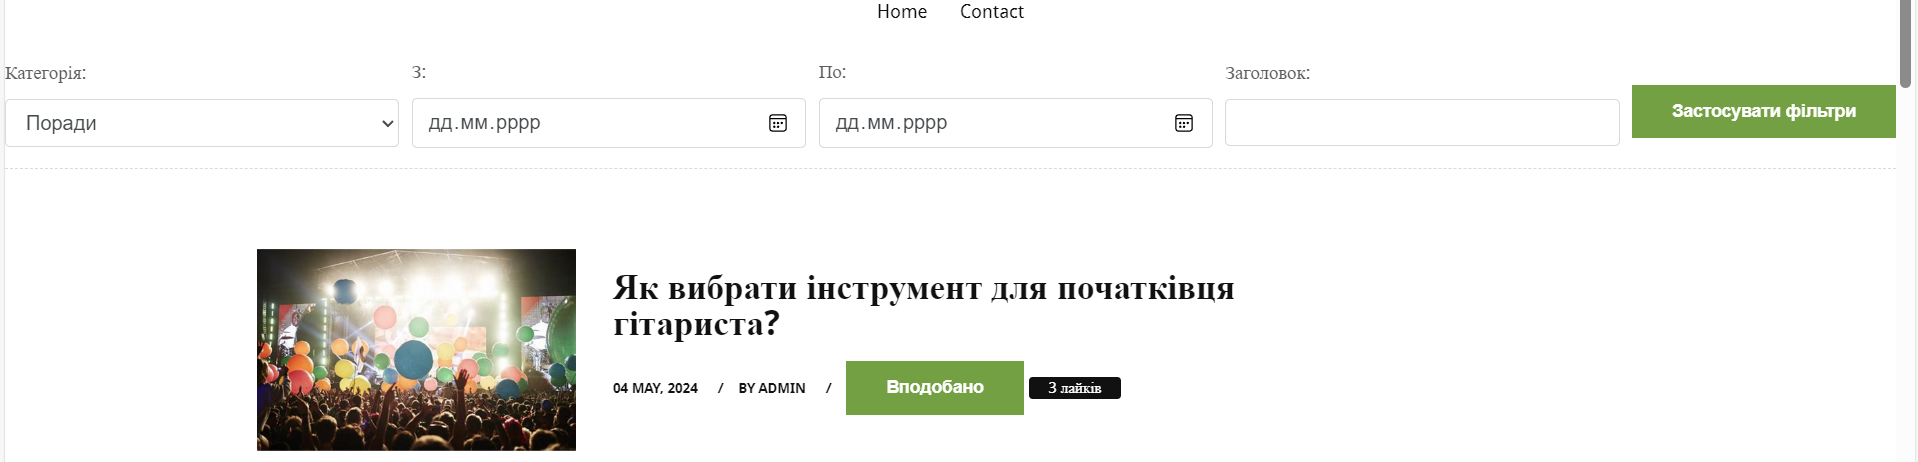 Home Contact
Категорія: З: По: Заголовок:
Поради дд.мм.рррр дд.мм.рррр Застосувати фільтри
Як вибрати інструмент для початківця
гітариста?
04 MAY, 2024 / BY ADMIN / Вподобано 3 лайків